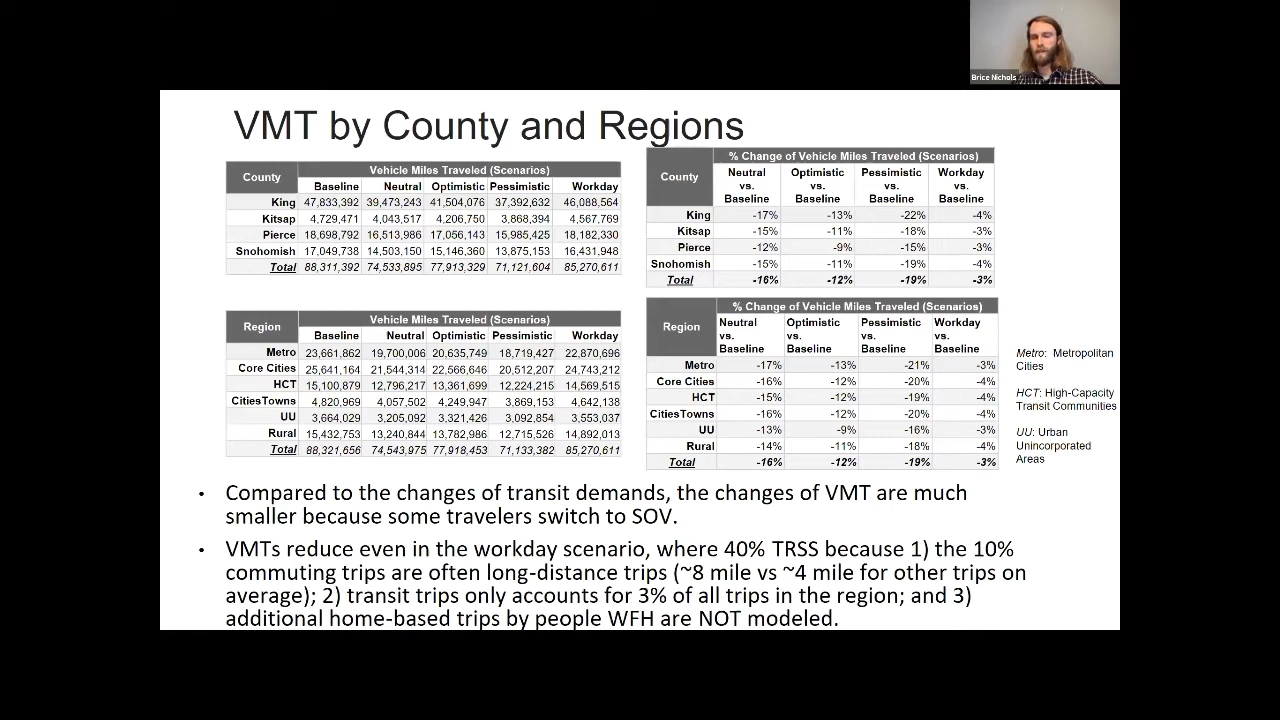 Brice Nichols
VMT by County and Regions
County | Vehicle Miles Traveled (Scenarios)
Baseline | Neutral | Optimistic | Pessimistic | Workday
King | 47,833,392 | 39,473,243 | 41,504,076 | 37,392,632 | 46,088,564
Kitsap | 4,729,471 | 4,043,517 | 4,206,750 | 3,868,394 | 4,567,769
Pierce | 18,698,792 | 16,513,986 | 17,056,143 | 15,985,425 | 18,182,330
Snohomish | 17,049,738 | 14,503,150 | 15,146,360 | 13,875,153 | 16,431,948
Total | 88,311,392 | 74,533,895 | 77,913,329 | 71,121,604 | 85,270,611
County | % Change of Vehicle Miles Traveled (Scenarios)
Neutral vs. Baseline | Optimistic vs. Baseline | Pessimistic vs. Baseline | Workday vs. Baseline
King | -17% | -13% | -22% | -4%
Kitsap | -15% | -11% | -18% | -3%
Pierce | -12% | -9% | -15% | -3%
Snohomish | -15% | -11% | -19% | -4%
Total | -16% | -12% | -19% | -3%
Region | Vehicle Miles Traveled (Scenarios)
Baseline | Neutral | Optimistic | Pessimistic | Workday
Metro | 23,661,862 | 19,700,006 | 20,635,749 | 18,719,427 | 22,870,696
Core Cities | 25,641,164 | 21,544,314 | 22,566,646 | 20,512,207 | 24,743,212
HCT | 15,100,879 | 12,796,217 | 13,361,699 | 12,224,215 | 14,569,515
CitiesTowns | 4,820,969 | 4,057,502 | 4,249,947 | 3,869,153 | 4,642,138
UU | 3,664,029 | 3,205,092 | 3,321,426 | 3,092,854 | 3,553,037
Rural | 15,432,753 | 13,240,844 | 13,782,986 | 12,715,526 | 14,892,013
Total | 88,321,656 | 74,543,975 | 77,918,453 | 71,133,382 | 85,270,611
Region | % Change of Vehicle Miles Traveled (Scenarios)
Neutral vs. Baseline | Optimistic vs. Baseline | Pessimistic vs. Baseline | Workday vs. Baseline
Metro | -17% | -13% | -21% | -3%
Core Cities | -16% | -12% | -20% | -4%
HCT | -15% | -12% | -19% | -4%
CitiesTowns | -16% | -12% | -20% | -4%
UU | -13% | -9% | -16% | -3%
Rural | -14% | -11% | -18% | -4%
Total | -16% | -12% | -19% | -3%
Metro: Metropolitan
Cities
HCT: High-Capacity
Transit Communities
UU: Urban
Unincorporated
Areas
• Compared to the changes of transit demands, the changes of VMT are much
smaller because some travelers switch to SOV.
• VMTs reduce even in the workday scenario, where 40% TRSS because 1) the 10%
commuting trips are often long-distance trips (~8 mile vs ~4 mile for other trips on
average); 2) transit trips only accounts for 3% of all trips in the region; and 3)
additional home-based trips by people WFH are NOT modeled.